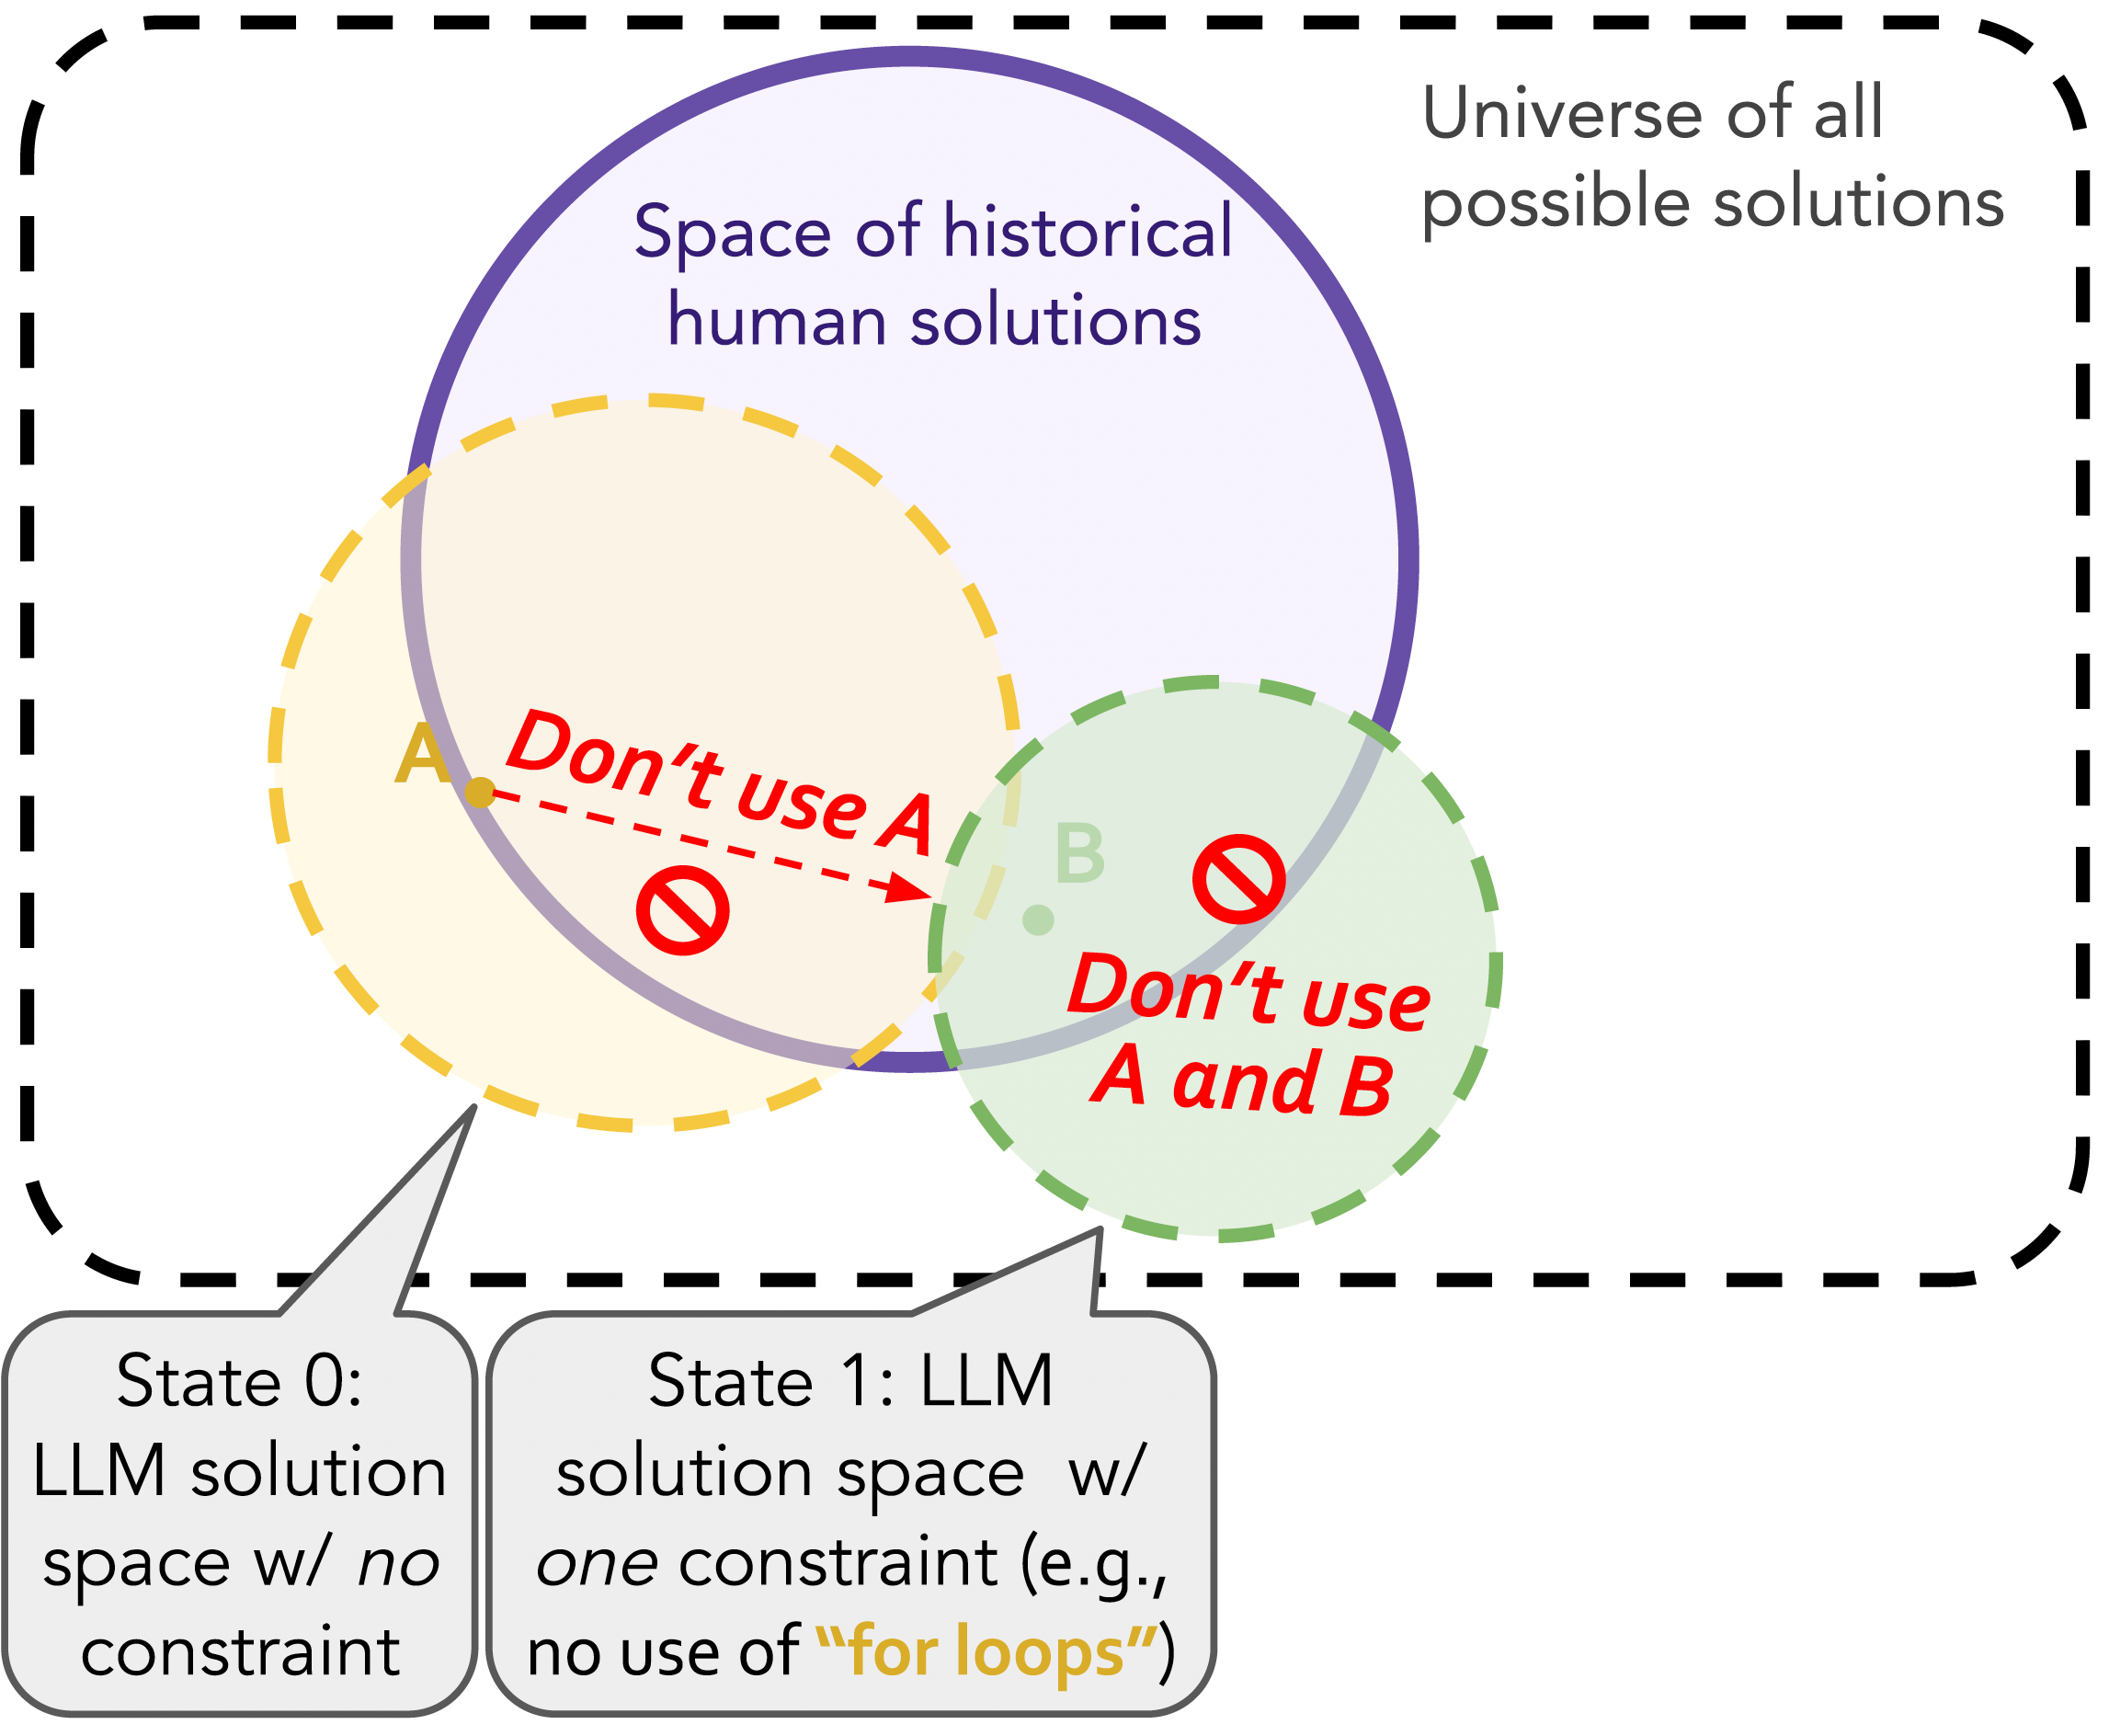 Universe of all
possible solutions
Space of historical
human solutions
A
Don't use A
B
Don't use
A and B
State 0:
LLM solution
space w/ no
constraint
State 1: LLM
solution space w/
one constraint (e.g.,
no use of “for loops”)